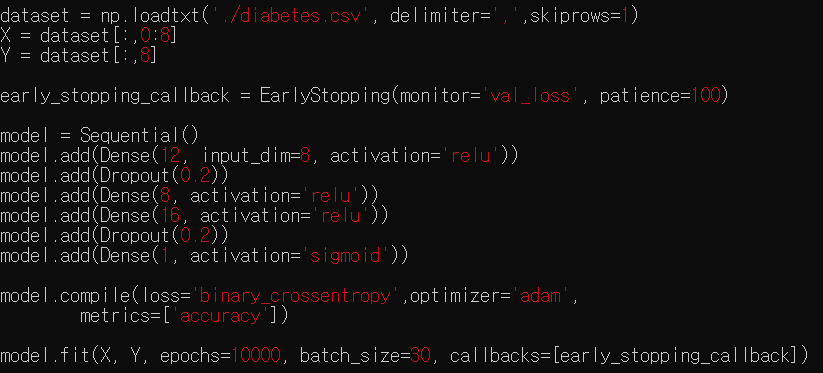 dataset = np.loadtxt('./diabetes.csv', delimiter=',',skiprows=1)
X = dataset[:,0:8]
Y = dataset[:,8]
early_stopping_callback = EarlyStopping(monitor='val_loss', patience=100)
model = Sequential()
model.add(Dense(12, input_dim=8, activation='relu'))
model.add(Dropout(0.2))
model.add(Dense(8, activation='relu'))
model.add(Dense(16, activation='relu'))
model.add(Dropout(0.2))
model.add(Dense(1, activation='sigmoid'))
model.compile(loss='binary_crossentropy',optimizer='adam',
        metrics=['accuracy'])
model.fit(X, Y, epochs=10000, batch_size=30, callbacks=[early_stopping_callback])